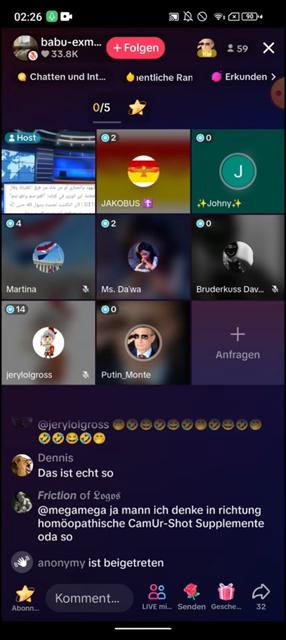 02:26
90
babu-exm...
33.8K
+ Folgen
59
Chatten und Int...
entliche Ran
Erkunden >
0/5
Host
2
0
JAKOBUS
J
✨Johny✨
4
2
0
Martina
Ms. Da'wa
Bruderkuss Dav...
14
0
jerylolgross
Putin_Monte
+
Anfragen
@jerylolgross 🤭🤣🤣🤣🤣🤣🤣🤣🤣🤭
Dennis
Das ist echt so
Friction of 𝔏ogos
@megamega ja mann ich denke in richtung
homöopathische CamUr-Shot Supplemente
oda so
anonymy ist beigetreten
Abonn...
Komment...
LIVE mi...
Senden
Gesche...
32